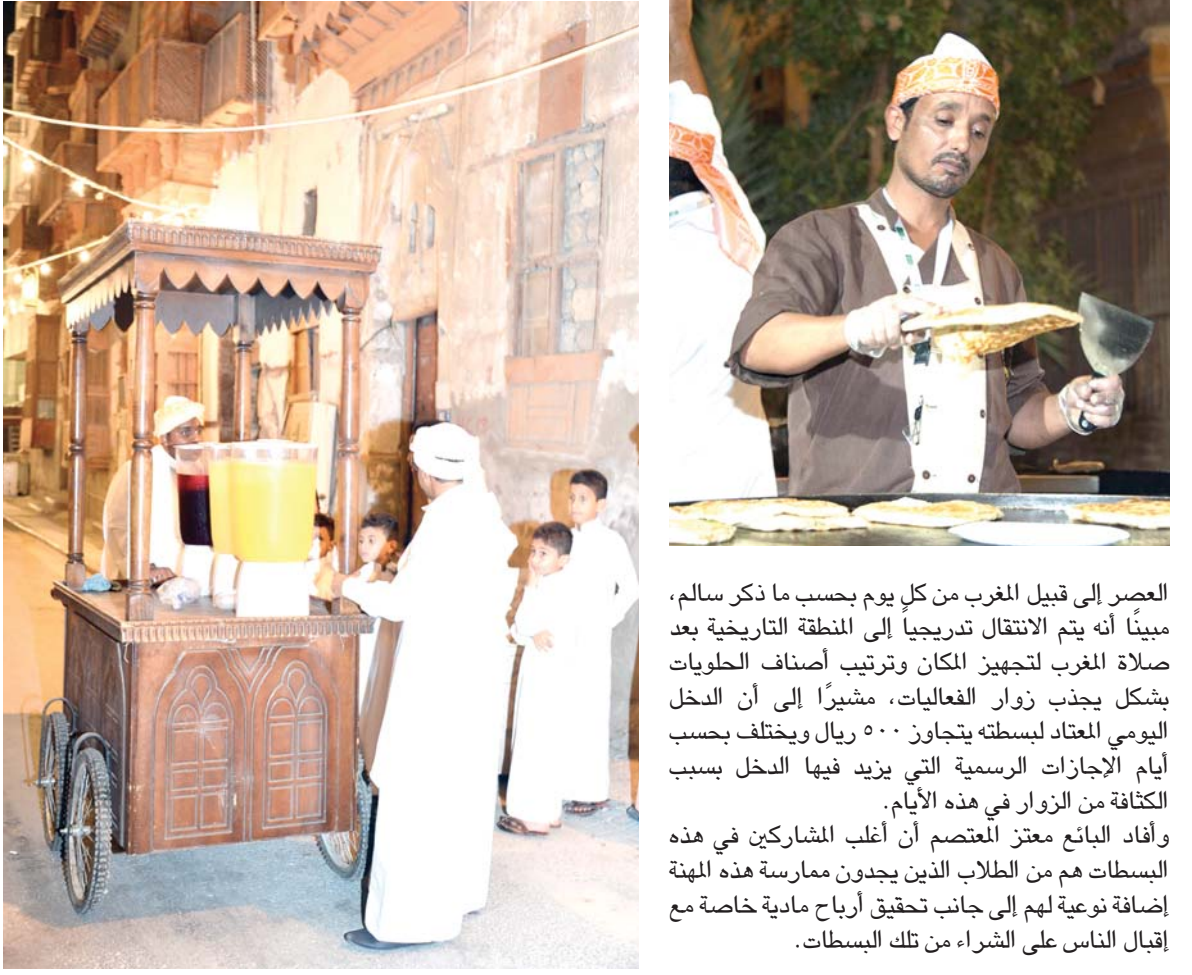 العصر إلى قبيل المغرب من كل يوم بحسب ما ذكر سالم،
مبينًا أنه يتم الانتقال تدريجياً إلى المنطقة التاريخية بعد
صلاة المغرب لتجهيز المكان وترتيب أصناف الحلويات
بشكل يجذب زوار الفعاليات، مشيرًا إلى أن الدخل
اليومي المعتاد لبسطته يتجاوز ٥٠٠ ريال ويختلف بحسب
أيام الإجازات الرسمية التي يزيد فيها الدخل بسبب
الكثافة من الزوار في هذه الأيام.
وأفاد البائع معتز المعتصم أن أغلب المشاركين في هذه
البسطات هم من الطلاب الذين يجدون ممارسة هذه المهنة
إضافة نوعية لهم إلى جانب تحقيق أرباح مادية خاصة مع
إقبال الناس على الشراء من تلك البسطات.